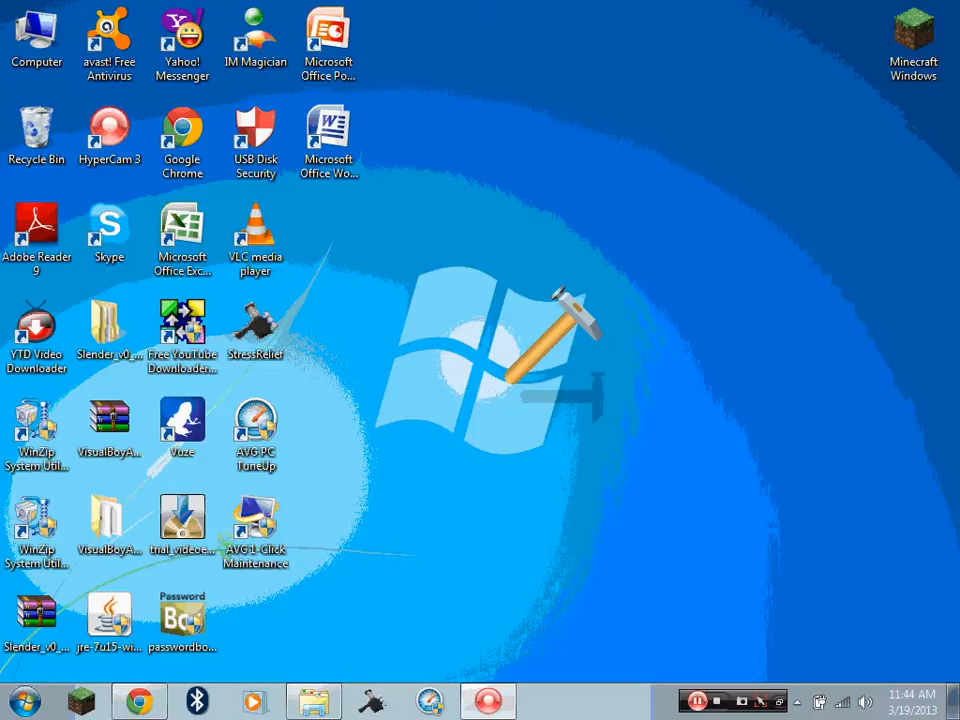 Computer
avast! Free
Antivirus
Yahoo!
Messenger
IM Magician
Microsoft
Office Po...
Minecraft
Windows
Recycle Bin
HyperCam 3
Google
Chrome
USB Disk
Security
Microsoft
Office Wo...
Adobe Reader
9
Skype
Microsoft
Office Exc...
VLC media
player
YTD Video
Downloader
Slender_v0_...
Free YouTube
Downloader...
StressRelief
WinZip
System Util...
VisualBoyA...
Vuze
AVG PC
TuneUp
WinZip
System Util...
VisualBoyA...
trial_videoe...
AVG 1-Click
Maintenance
Slender_v0_...
jre-7u15-wi...
Password
Bo
passwordbo...
11:44 AM
3/19/2013